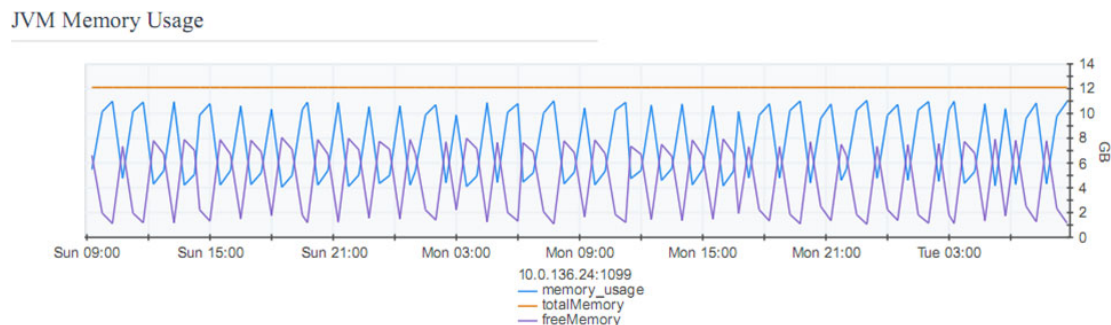 JVM Memory Usage
14
12
10
8
6
4
2
0
GB
Sun 09:00 Sun 15:00 Sun 21:00 Mon 03:00 Mon 09:00 Mon 15:00 Mon 21:00 Tue 03:00
10.0.136.24:1099
memory_usage
totalMemory
freeMemory